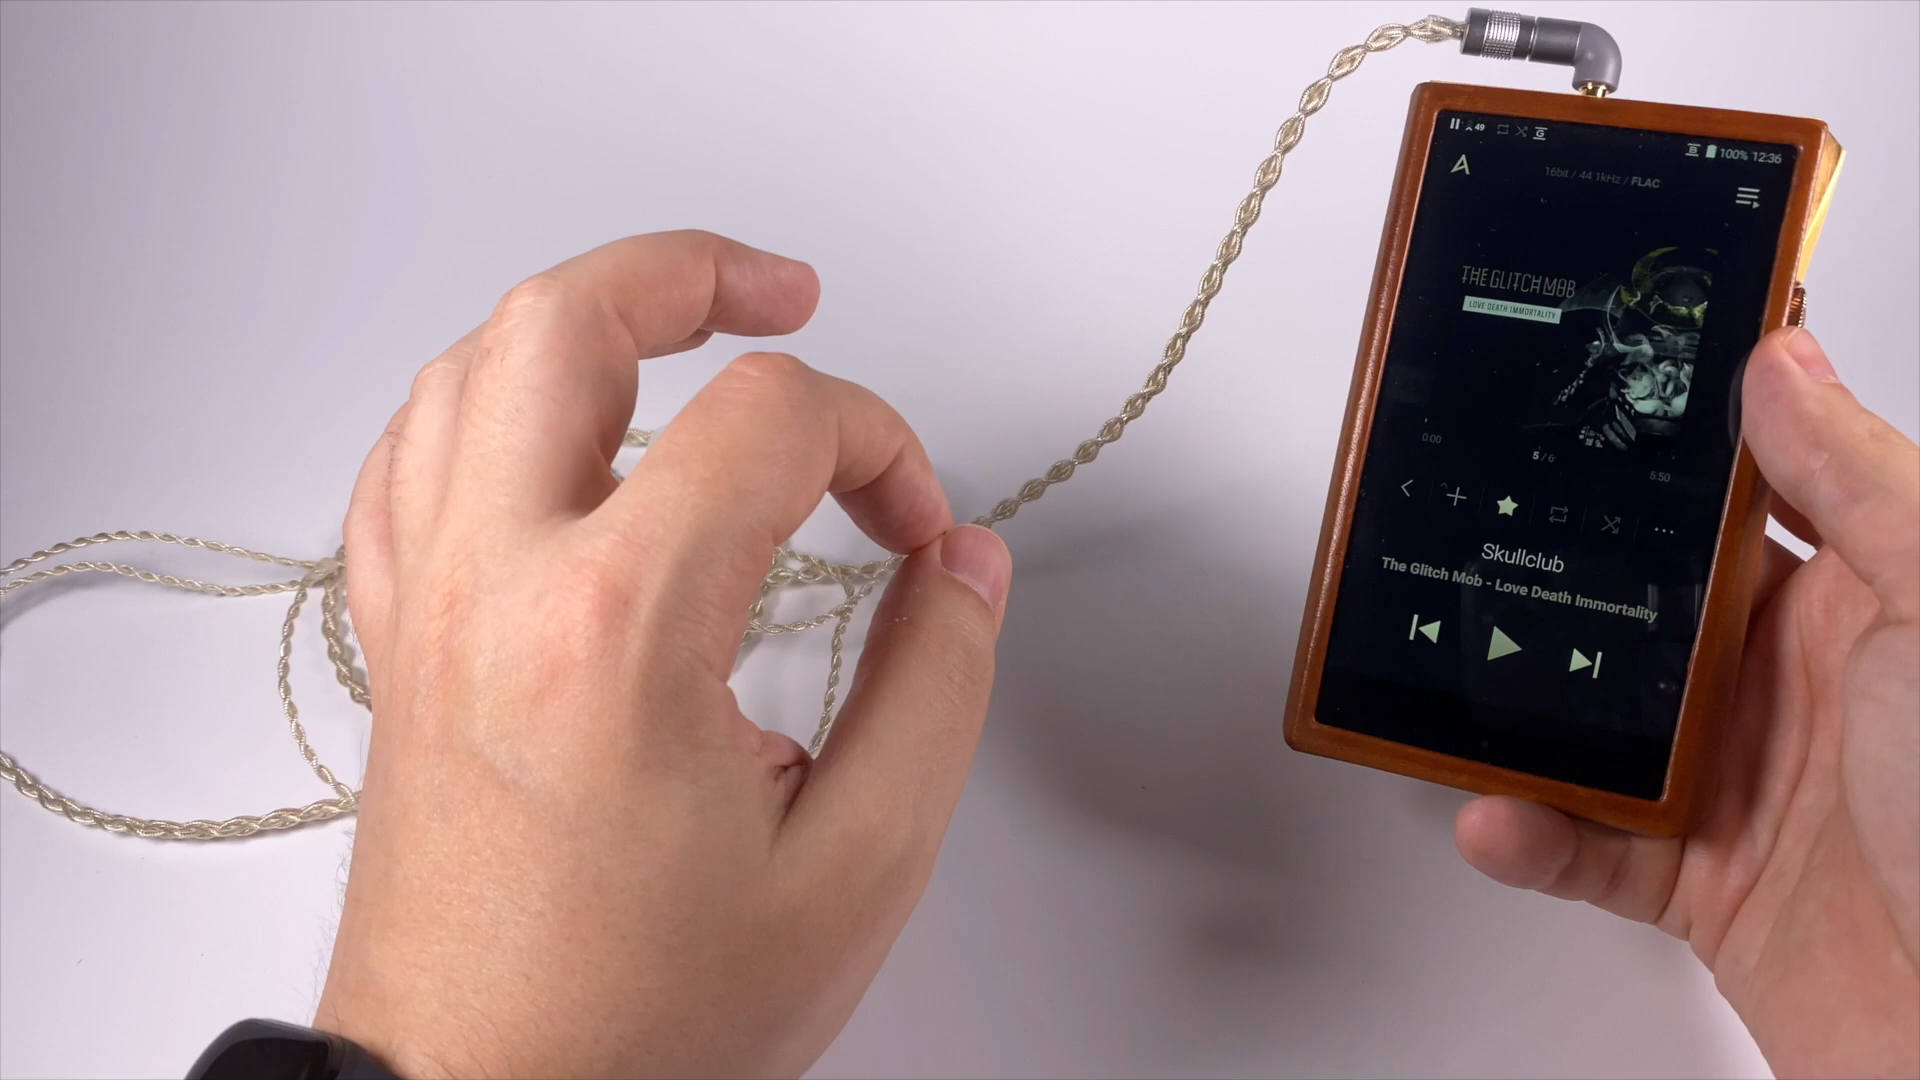 49
100% 12:36
16bit / 44.1kHz / FLAC
THE GLITCH MOB
LOVE DEATH IMMORTALITY
0:00
5 / 6
5:50
Skullclub
The Glitch Mob - Love Death Immortality